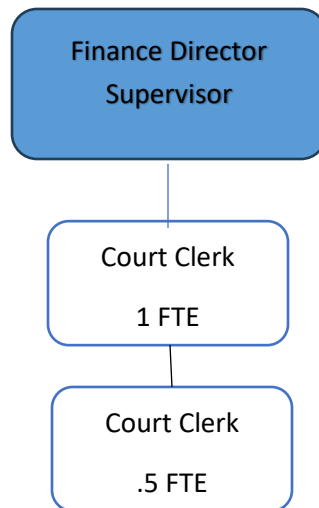 Finance Director
Supervisor
Court Clerk
1 FTE
Court Clerk
.5 FTE